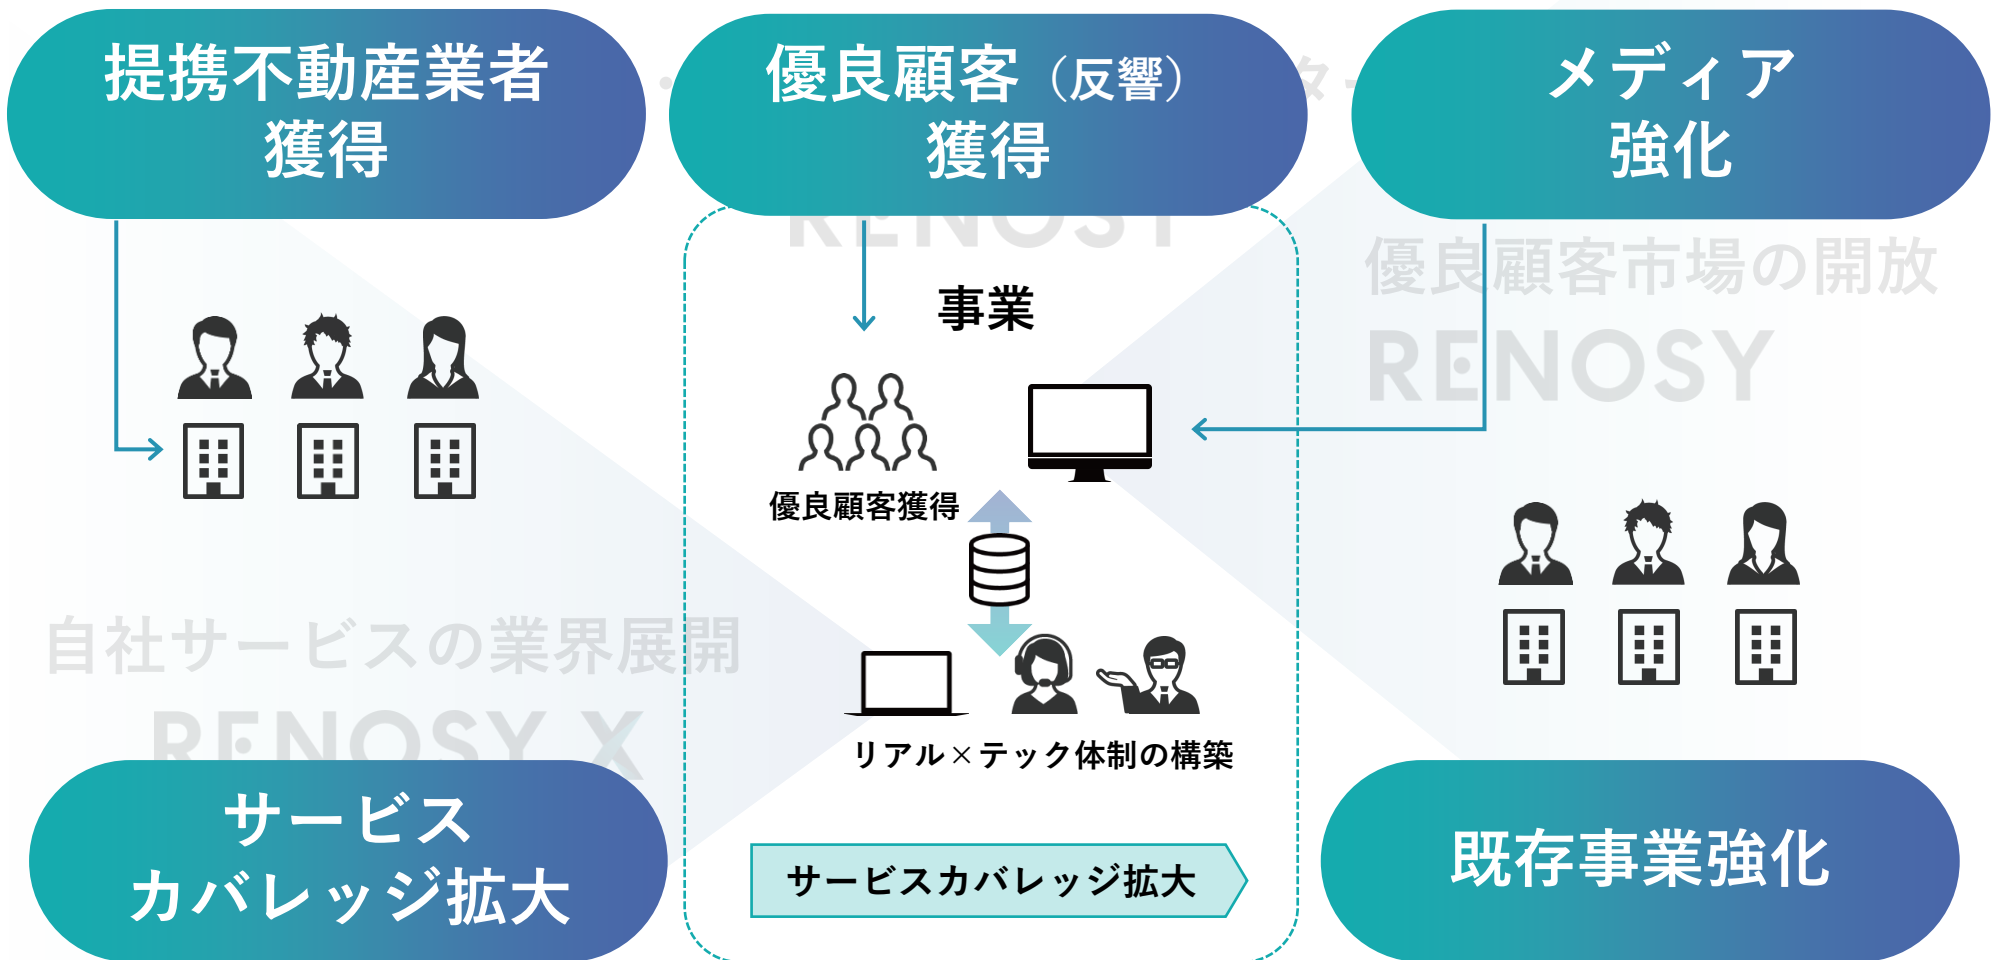 提携不動産業者
獲得
優良顧客（反響）
獲得
メディア
強化
RENOSY
事業
優良顧客市場の開放
RENOSY
優良顧客獲得
自社サービスの業界展開
RENOSY X
リアル×テック体制の構築
サービス
カバレッジ拡大
サービスカバレッジ拡大
既存事業強化